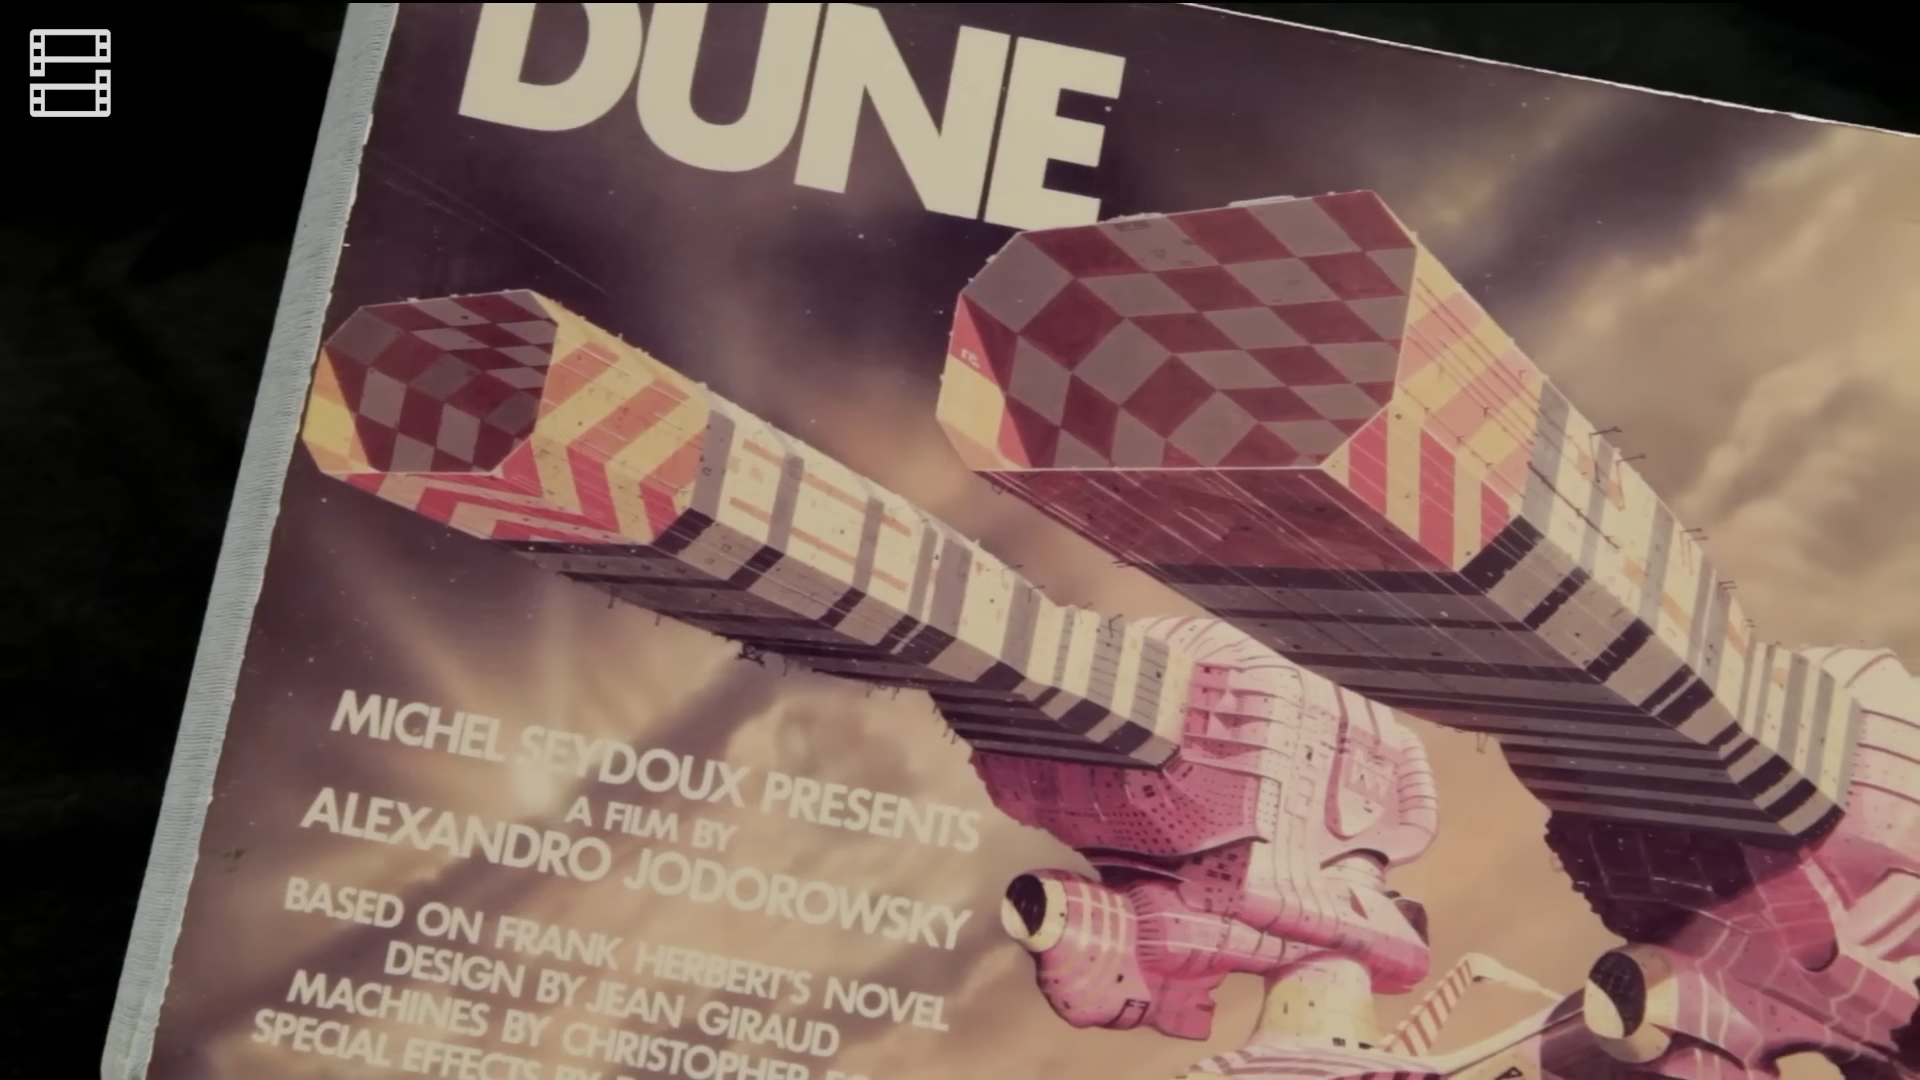 DUNE
MICHEL SEYDOUX PRESENTS
A FILM BY
ALEXANDRO JODOROWSKY
BASED ON FRANK HERBERT'S NOVEL
DESIGN BY JEAN GIRAUD
MACHINES BY CHRISTOPHER
SPECIAL EFFECTS BY